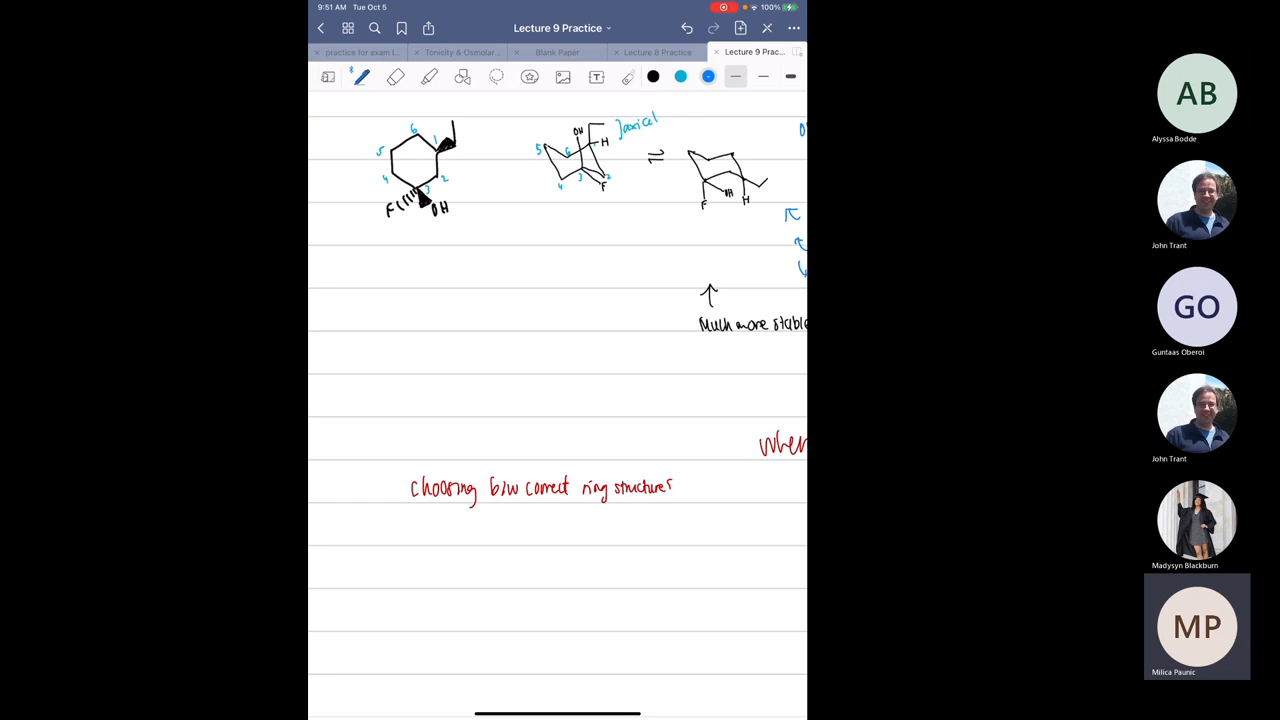 9:51 AM Tue Oct 5
100%
Lecture 9 Practice
practice for exam I...
Tonicity & Osmolar...
Blank Paper
Lecture 8 Practice
Lecture 9 Prac...
6
5
1
4
2
3
F
OH
OH
]axical
H
5
6
3
2
4
F
F
OH
H
Much more stable
When
choosing b/w correct ring structures
AB
Alyssa Bodde
John Trant
GO
Guntaas Oberoi
John Trant
Madysyn Blackburn
MP
Milica Paunic